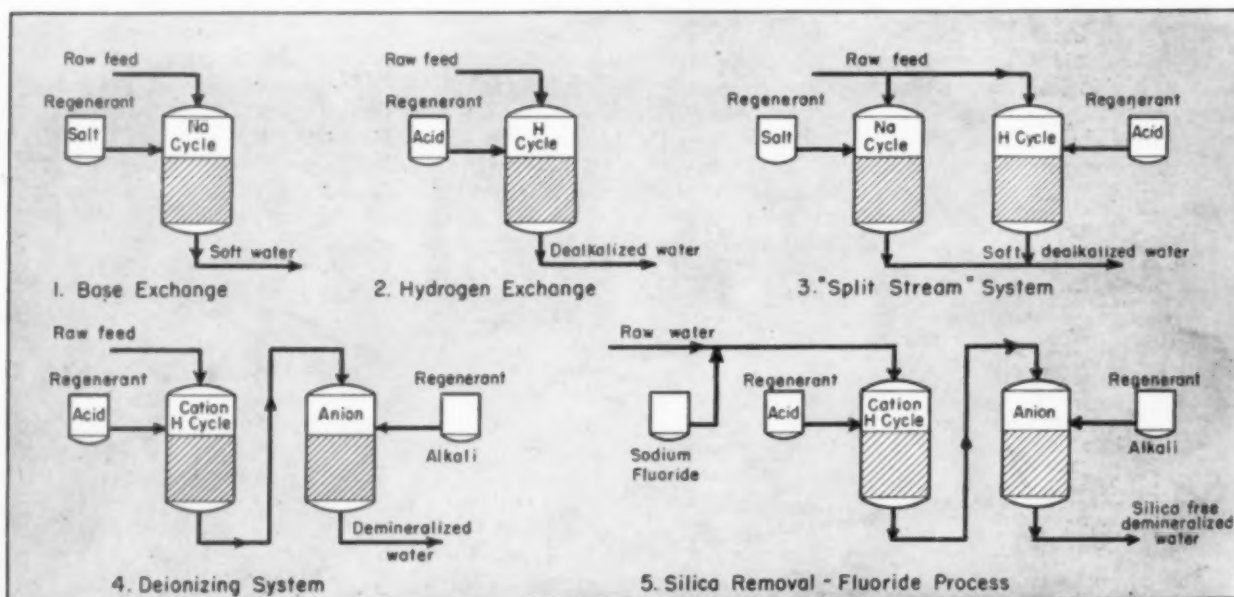 Raw feed
Regenerant
Salt
Na
Cycle
Soft water
1. Base Exchange
Raw feed
Regenerant
Acid
H
Cycle
Dealkalized water
2. Hydrogen Exchange
Raw feed
Regenerant
Salt
Na
Cycle
H Cycle
Regenerant
Acid
Soft dealkalized water
3."Split Stream" System
Raw feed
Regenerant
Acid
Cation
H Cycle
Anion
Regenerant
Alkali
Demineralized
water
4. Deionizing System
Raw water
Sodium
Fluoride
Regenerant
Acid
Cation
H Cycle
Anion
Regenerant
Alkali
Silica free
demineralized
water
5. Silica Removal - Fluoride Process